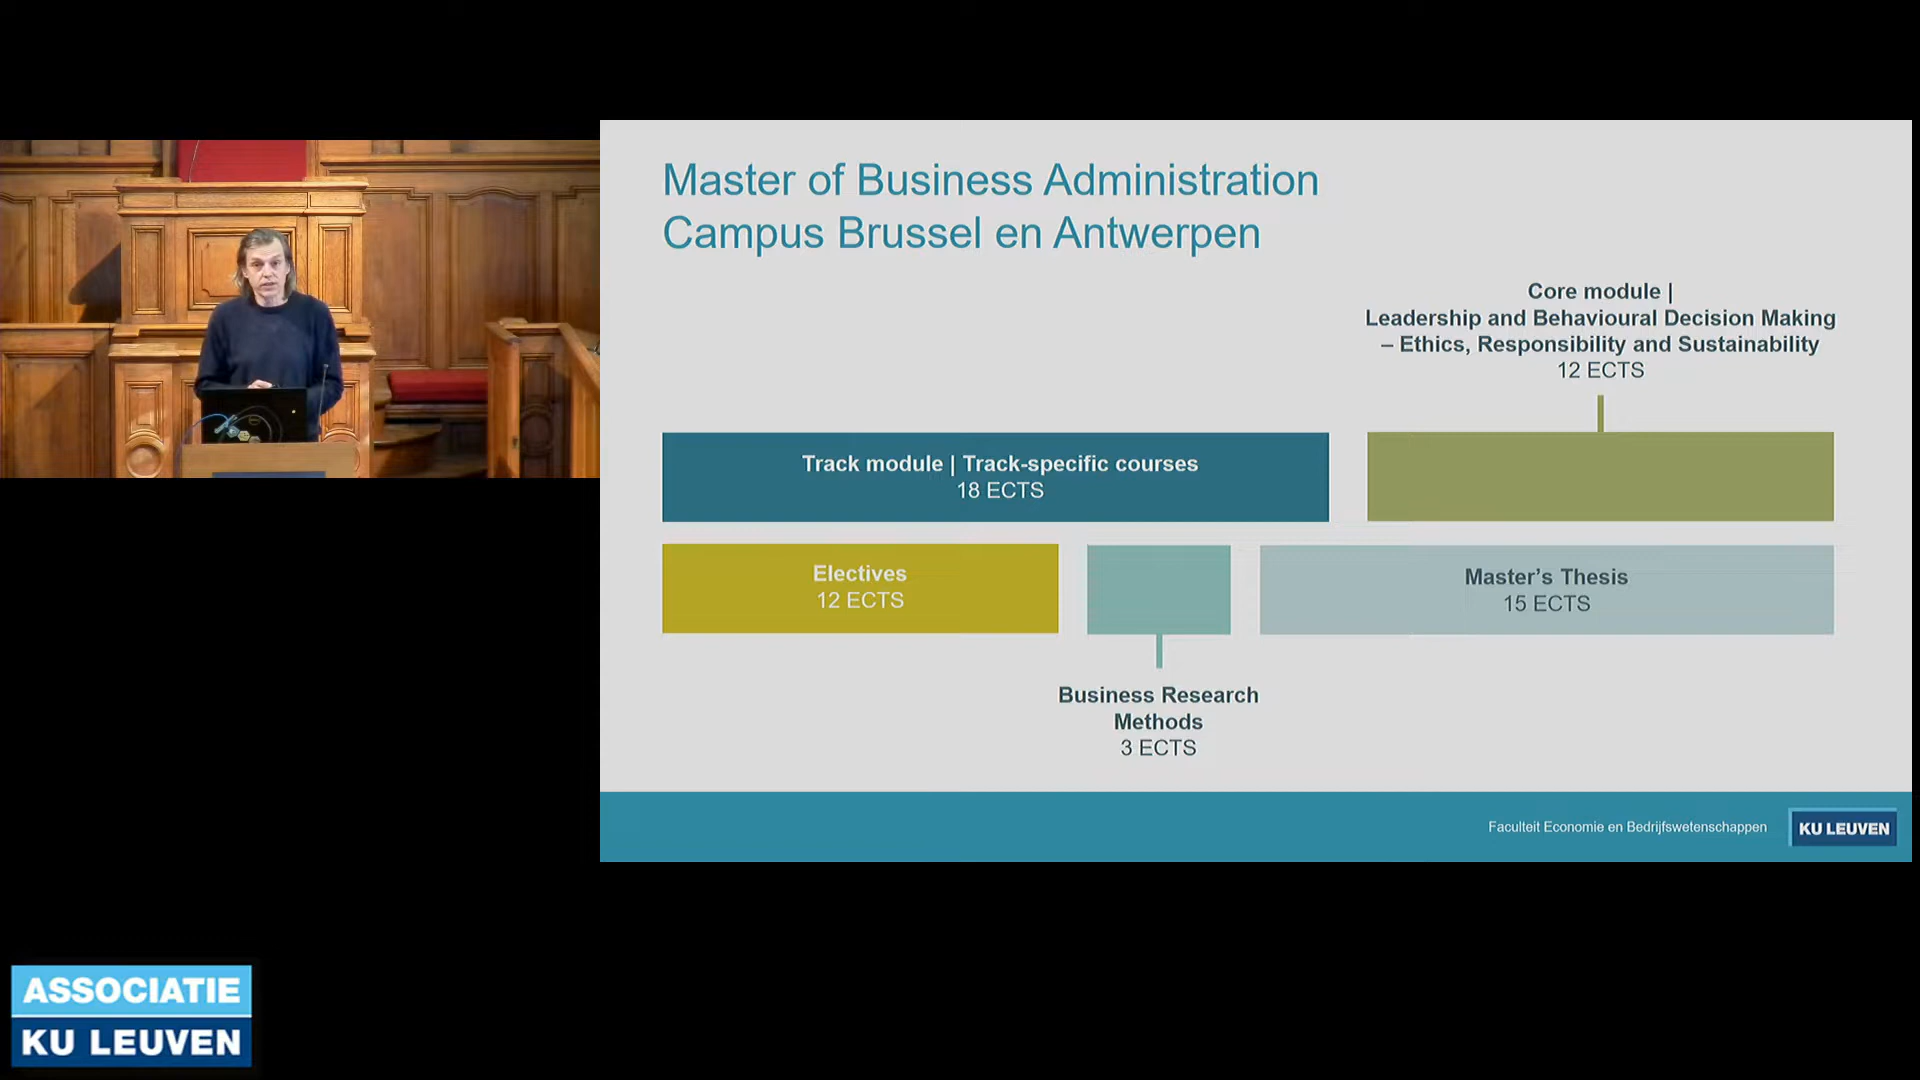 Master of Business Administration
Campus Brussel en Antwerpen
Core module |
Leadership and Behavioural Decision Making
– Ethics, Responsibility and Sustainability
12 ECTS
Track module | Track-specific courses
18 ECTS
Electives
12 ECTS
Master's Thesis
15 ECTS
Business Research
Methods
3 ECTS
Faculteit Economie en Bedrijfswetenschappen
KU LEUVEN
ASSOCIATIE
KU LEUVEN